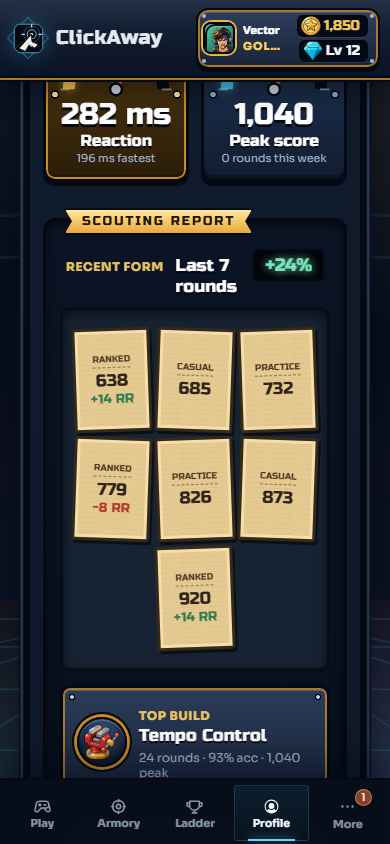 ClickAway
Vector
GOL...
1,850
Lv 12
282 ms
Reaction
196 ms fastest
1,040
Peak score
0 rounds this week
SCOUTING REPORT
RECENT FORM
Last 7
rounds
+24%
RANKED
638
+14 RR
CASUAL
685
PRACTICE
732
RANKED
779
-8 RR
PRACTICE
826
CASUAL
873
RANKED
920
+14 RR
TOP BUILD
Tempo Control
24 rounds · 93% acc · 1,040
peak
Play
Armory
Ladder
Profile
More
1